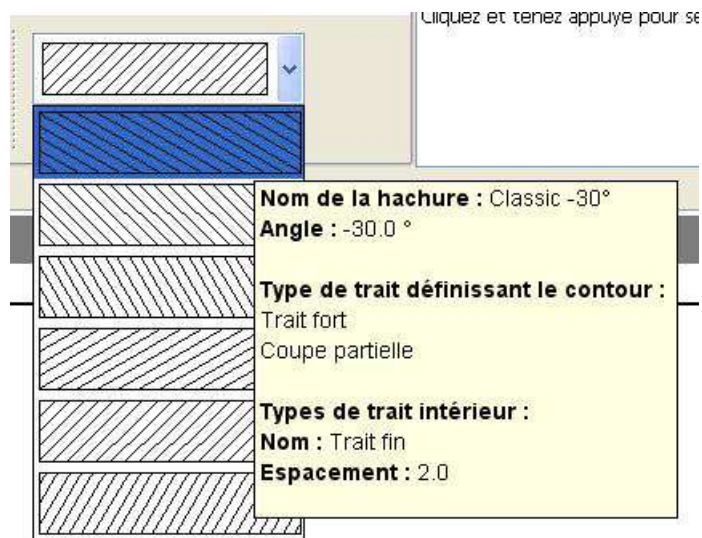 Cliquez et tenez appuyé pour se
Nom de la hachure : Classic -30°
Angle : -30.0 °
Type de trait définissant le contour :
Trait fort
Coupe partielle
Types de trait intérieur :
Nom : Trait fin
Espacement : 2.0